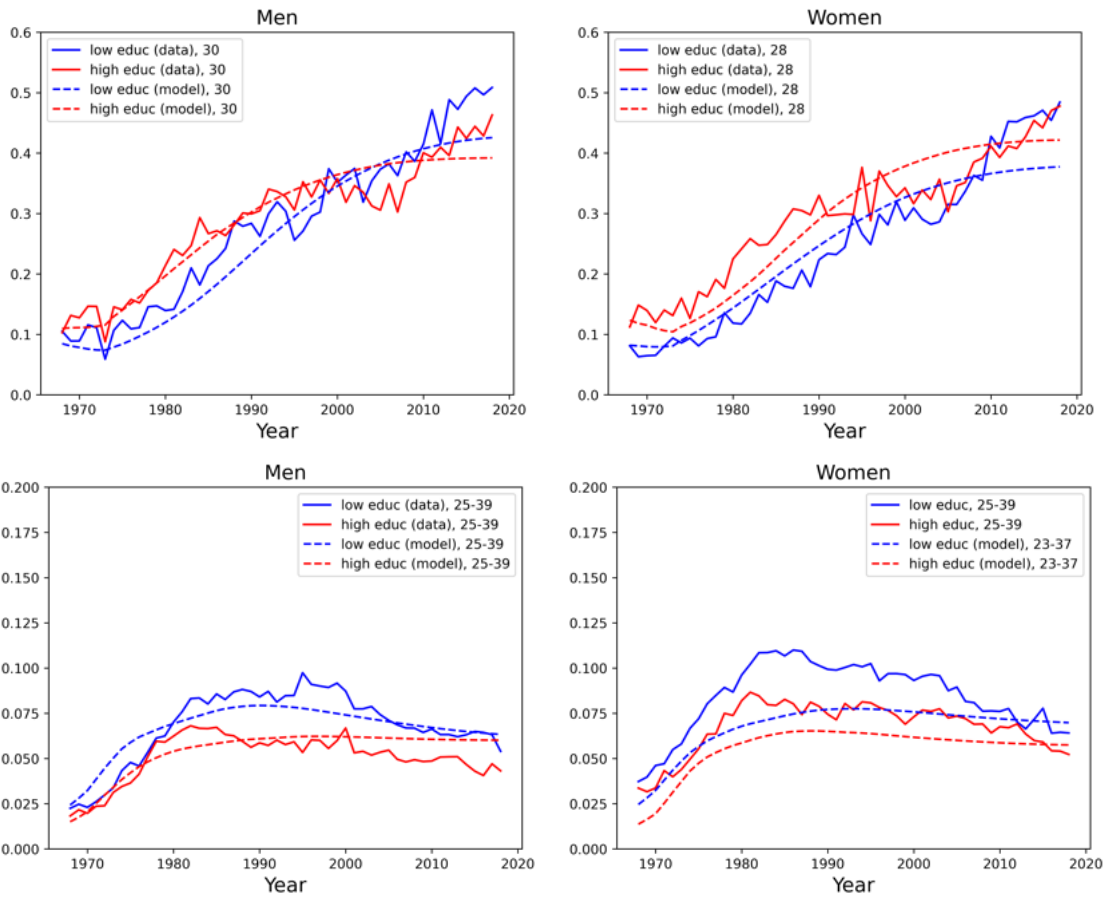 Men
0.6
0.5
0.4
0.3
0.2
0.1
0.0
low educ (data), 30
high educ (data), 30
low educ (model), 30
high educ (model), 30
1970 1980 1990 2000 2010 2020
Year
Women
0.6
0.5
0.4
0.3
0.2
0.1
0.0
low educ (data), 28
high educ (data), 28
low educ (model), 28
high educ (model), 28
1970 1980 1990 2000 2010 2020
Year
Men
0.200
0.175
0.150
0.125
0.100
0.075
0.050
0.025
0.000
low educ (data), 25-39
high educ (data), 25-39
low educ (model), 25-39
high educ (model), 25-39
1970 1980 1990 2000 2010 2020
Year
Women
0.200
0.175
0.150
0.125
0.100
0.075
0.050
0.025
0.000
low educ, 25-39
high educ, 25-39
low educ (model), 23-37
high educ (model), 23-37
1970 1980 1990 2000 2010 2020
Year